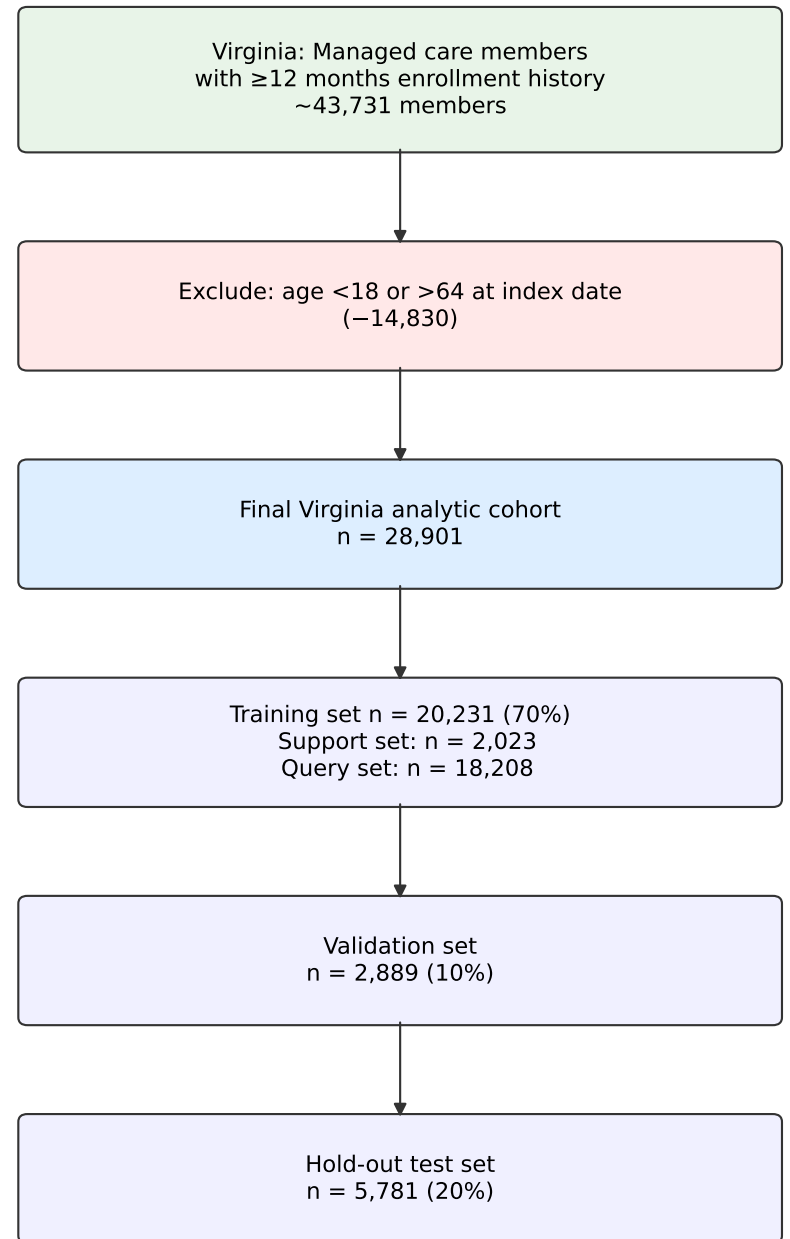 Virginia: Managed care members
with ≥12 months enrollment history
~43,731 members
Exclude: age <18 or >64 at index date
(−14,830)
Final Virginia analytic cohort
n = 28,901
Training set n = 20,231 (70%)
Support set: n = 2,023
Query set: n = 18,208
Validation set
n = 2,889 (10%)
Hold-out test set
n = 5,781 (20%)